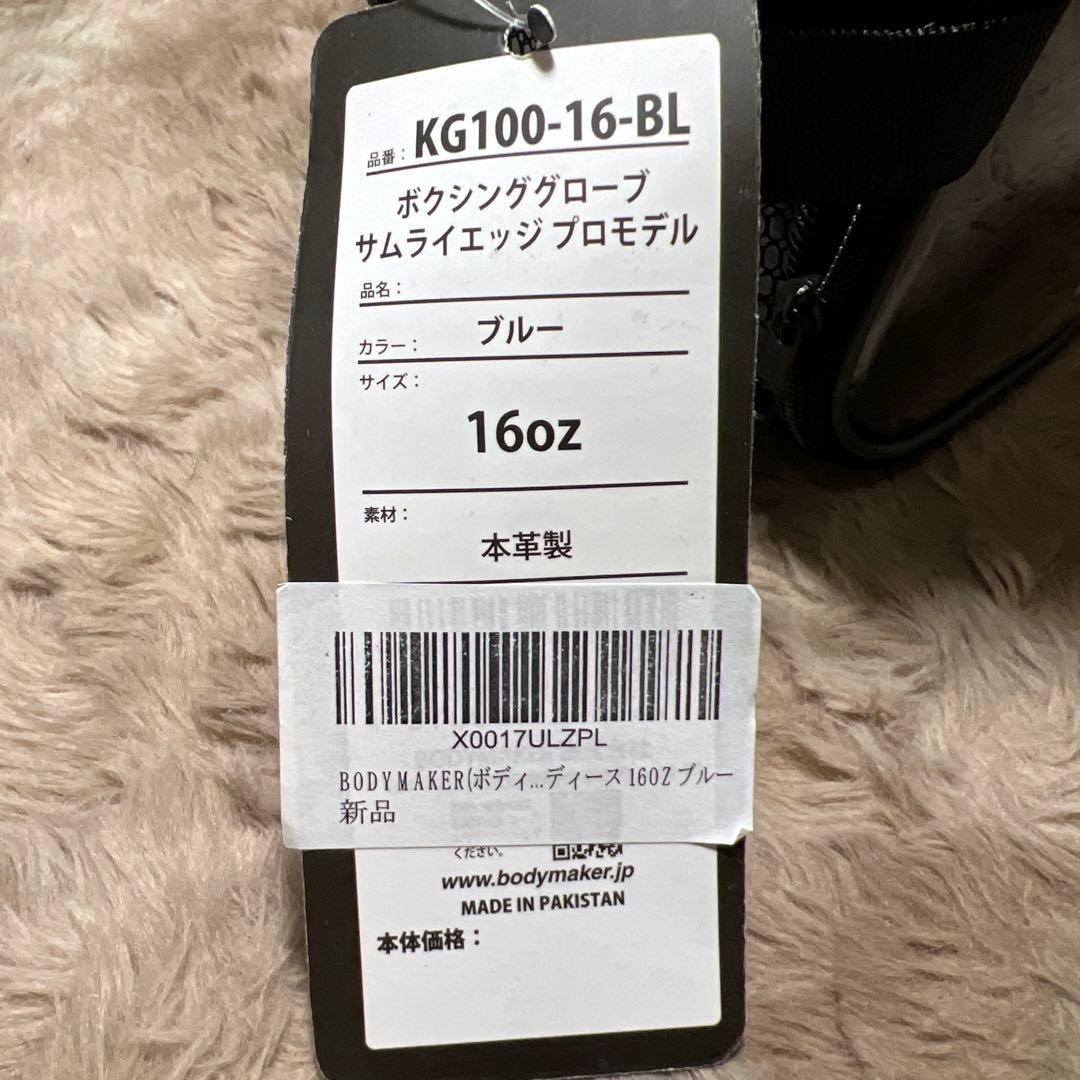 品番： KG100-16-BL
ボクシンググローブ
サムライエッジ プロモデル
品名：
カラー： ブルー
サイズ：
16oz
素材：
本革製
X0017ULZPL
BODYMAKER(ボディ...ディース 16OZ ブルー
新品
ください。
www.bodymaker.jp
MADE IN PAKISTAN
本体価格：